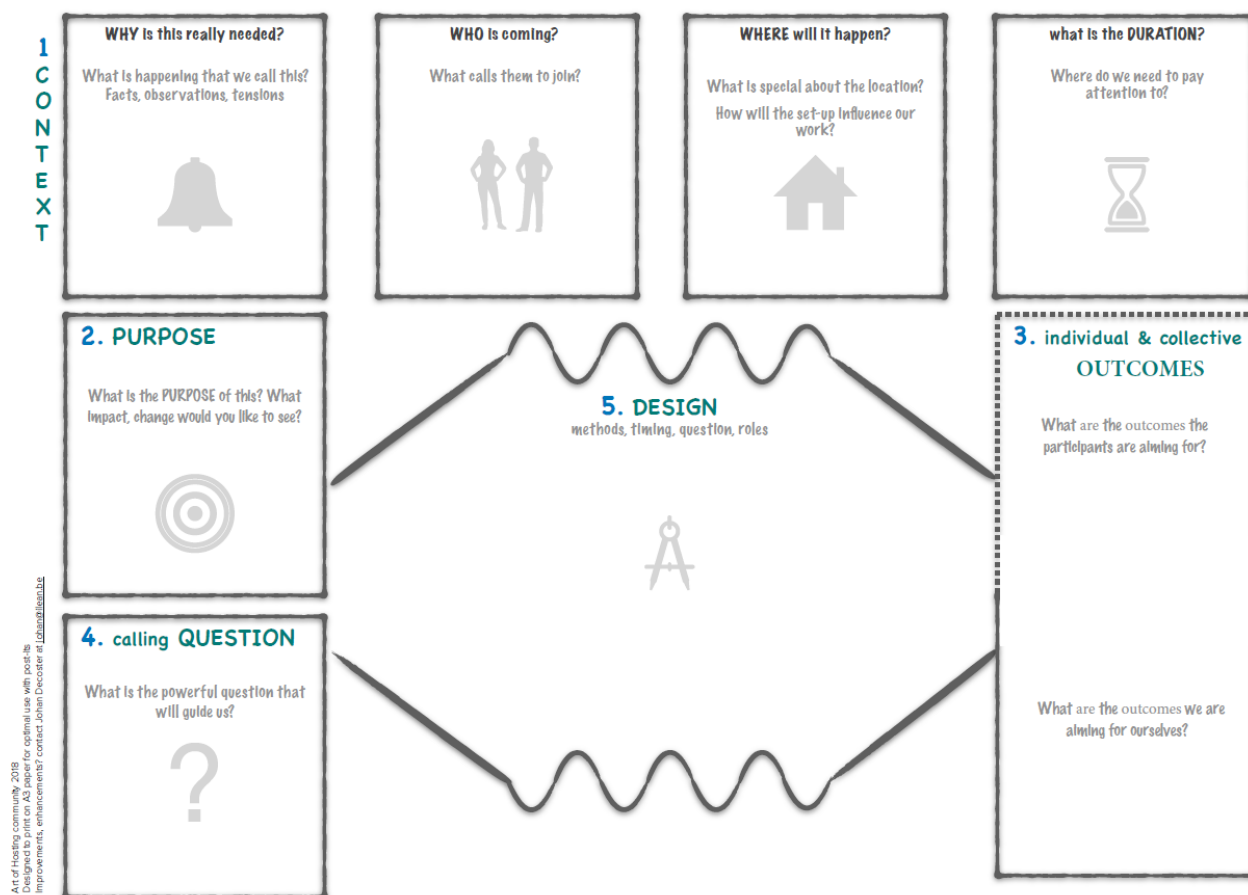 1
CONTEXT
WHY is this really needed?
What is happening that we call this?
Facts, observations, tensions
WHO is coming?
What calls them to join?
WHERE will it happen?
What is special about the location?
How will the set-up influence our
work?
what is the DURATION?
Where do we need to pay
attention to?
2. PURPOSE
What is the PURPOSE of this? What
impact, change would you like to see?
3. individual & collective
OUTCOMES
What are the outcomes the
participants are aiming for?
What are the outcomes we are
aiming for ourselves?
4. calling QUESTION
What is the powerful question that
will guide us?
?
5. DESIGN
methods, timing, question, roles
Art of Hosting community 2018
Designed to print on A3 paper for optimal use with post-its
Improvements, enhancements? contact Johan Decoster at johan@ilean.be